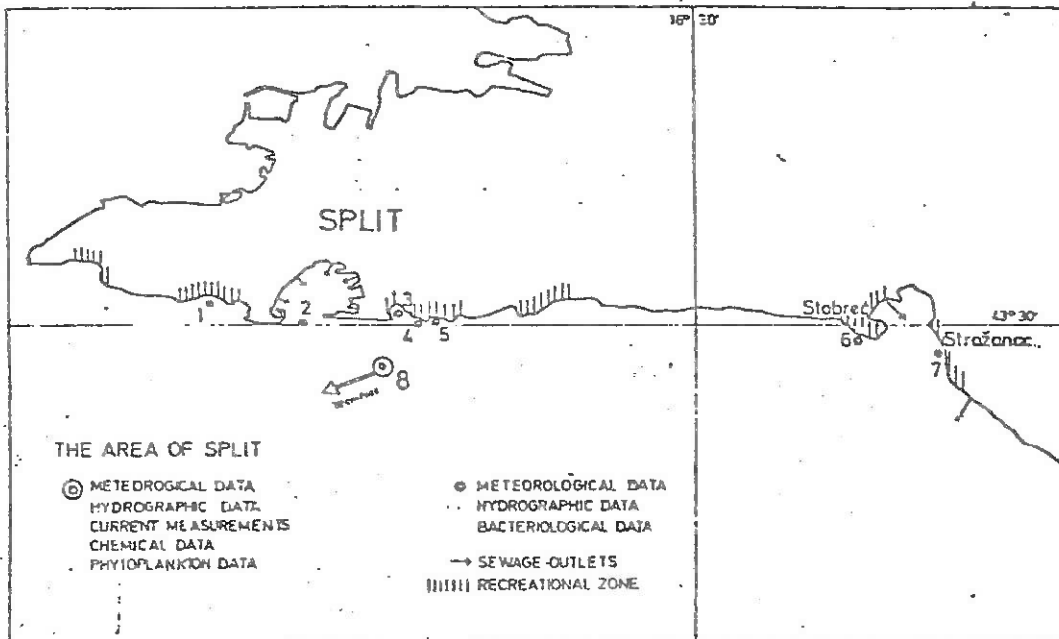 16° 30'
SPLIT
1
2
3
4
5
Stobreč
6
43° 30'
Stražanac..
7
8
THE AREA OF SPLIT
METEOROGICAL DATA
HYDROGRAPHIC DATA
CURRENT MEASUREMENTS
CHEMICAL DATA
PHYTOPLANKTON DATA
METEOROLOGICAL DATA
HYDROGRAPHIC DATA
BACTERIOLOGICAL DATA
SEWAGE-OUTLETS
RECREATIONAL ZONE